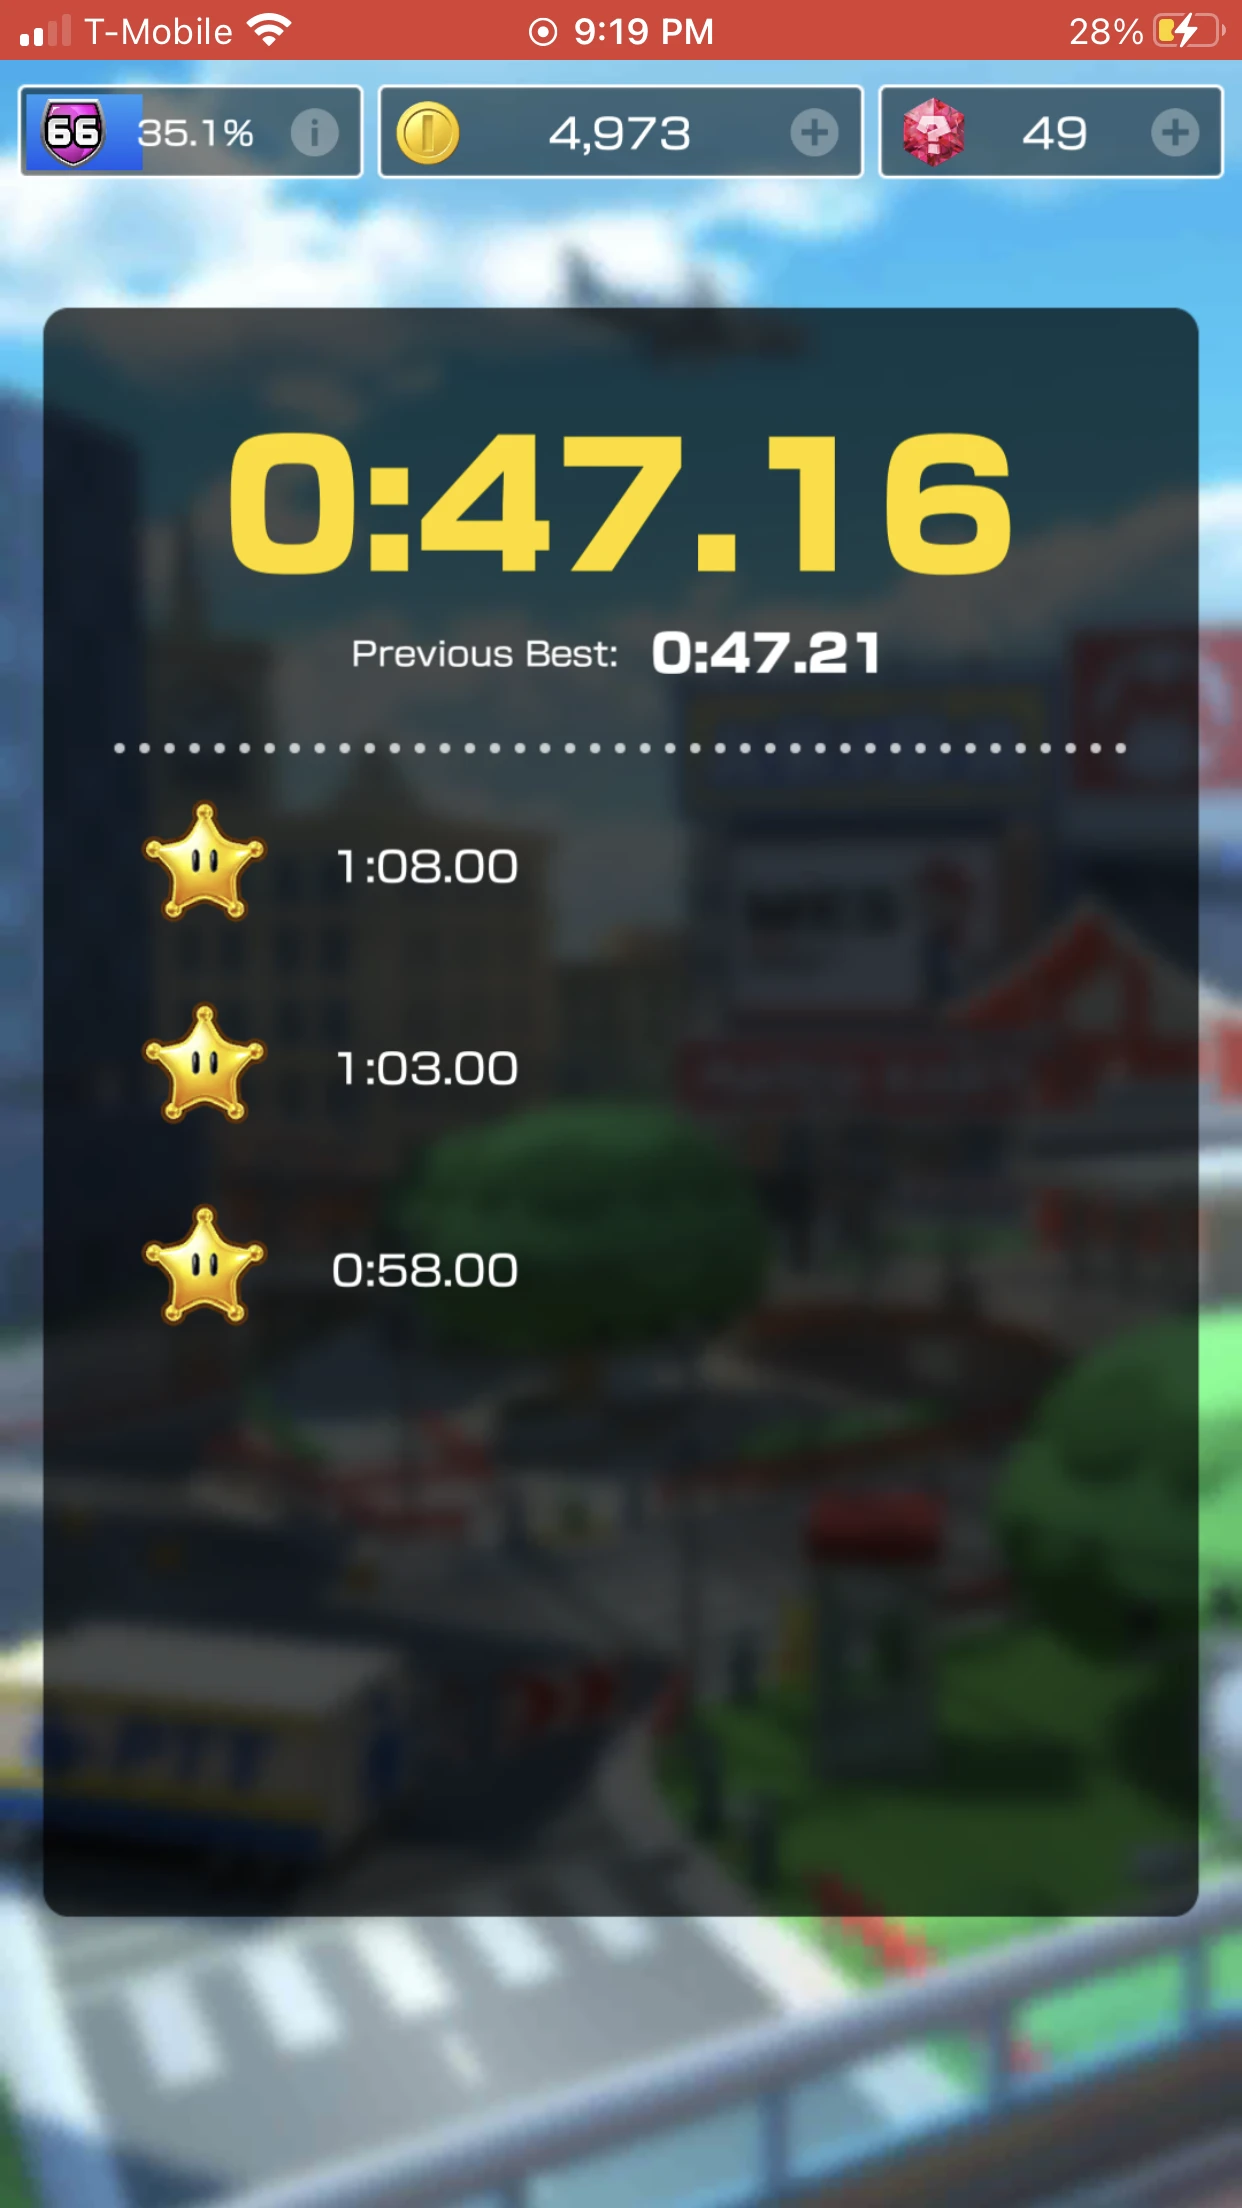 T-Mobile 9:19 PM 28%
66 35.1% i 4,973 + ? 49 +
0:47.16
Previous Best: 0:47.21
1:08.00
1:03.00
0:58.00